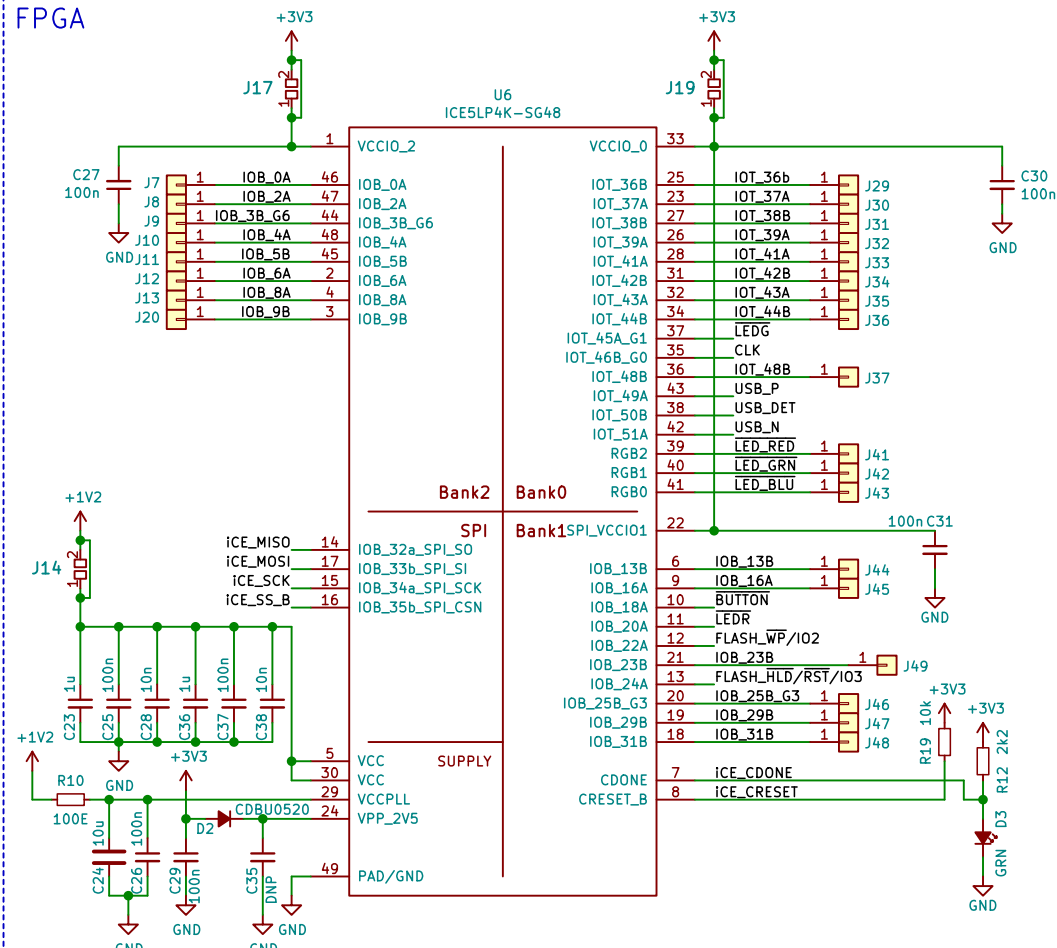 FPGA
+3V3
+3V3
J17
2
1
J19
2
1
U6
ICE5LP4K-SG48
1
VCCIO_2
VCCIO_0
33
C27
100n
GND
C30
100n
GND
J7 1 IOB_0A 46 IOB_0A
J8 1 IOB_2A 47 IOB_2A
J9 1 IOB_3B_G6 44 IOB_3B_G6
J10 1 IOB_4A 48 IOB_4A
J11 1 IOB_5B 45 IOB_5B
J12 1 IOB_6A 2 IOB_6A
J13 1 IOB_8A 4 IOB_8A
J20 1 IOB_9B 3 IOB_9B
IOT_36B 25 IOT_36b 1 J29
IOT_37A 23 IOT_37A 1 J30
IOT_38B 27 IOT_38B 1 J31
IOT_39A 26 IOT_39A 1 J32
IOT_41A 28 IOT_41A 1 J33
IOT_42B 31 IOT_42B 1 J34
IOT_43A 32 IOT_43A 1 J35
IOT_44B 34 IOT_44B 1 J36
IOT_45A_G1 37 LEDG
IOT_46B_G0 35 CLK
IOT_48B 36 IOT_48B 1 J37
IOT_49A 43 USB_P
IOT_50B 38 USB_DET
IOT_51A 42 USB_N
RGB2 39 LED_RED 1 J41
RGB1 40 LED_GRN 1 J42
RGB0 41 LED_BLU 1 J43
Bank2
Bank0
SPI
Bank1
SPI_VCCIO1 22
100n C31
GND
+1V2
J14
2
1
iCE_MISO 14 IOB_32a_SPI_SO
iCE_MOSI 17 IOB_33b_SPI_SI
iCE_SCK 15 IOB_34a_SPI_SCK
iCE_SS_B 16 IOB_35b_SPI_CSN
IOB_13B 6 IOB_13B 1 J44
IOB_16A 9 IOB_16A 1 J45
IOB_18A 10 BUTTON
IOB_20A 11 LEDR
IOB_22A 12 FLASH_WP/IO2
IOB_23B 21 IOB_23B 1 J49
IOB_24A 13 FLASH_HLD/RST/IO3
IOB_25B_G3 20 IOB_25B_G3 1 J46
IOB_29B 19 IOB_29B 1 J47
IOB_31B 18 IOB_31B 1 J48
C23 1u
C25 100n
C28 10n
C36 1u
C37 100n
C38 10n
GND
+3V3
R19 10k
+3V3
R12 2k2
5 VCC
30 VCC
29 VCCPLL
24 VPP_2V5
49 PAD/GND
SUPPLY
CDONE 7 iCE_CDONE
CRESET_B 8 iCE_CRESET
+1V2
R10
100E
+3V3
D2
CDBU0520
C24 10u
C26 100n
C29 100n
C35 DNP
GND
GND
GND
GND
D3
GRN
GND